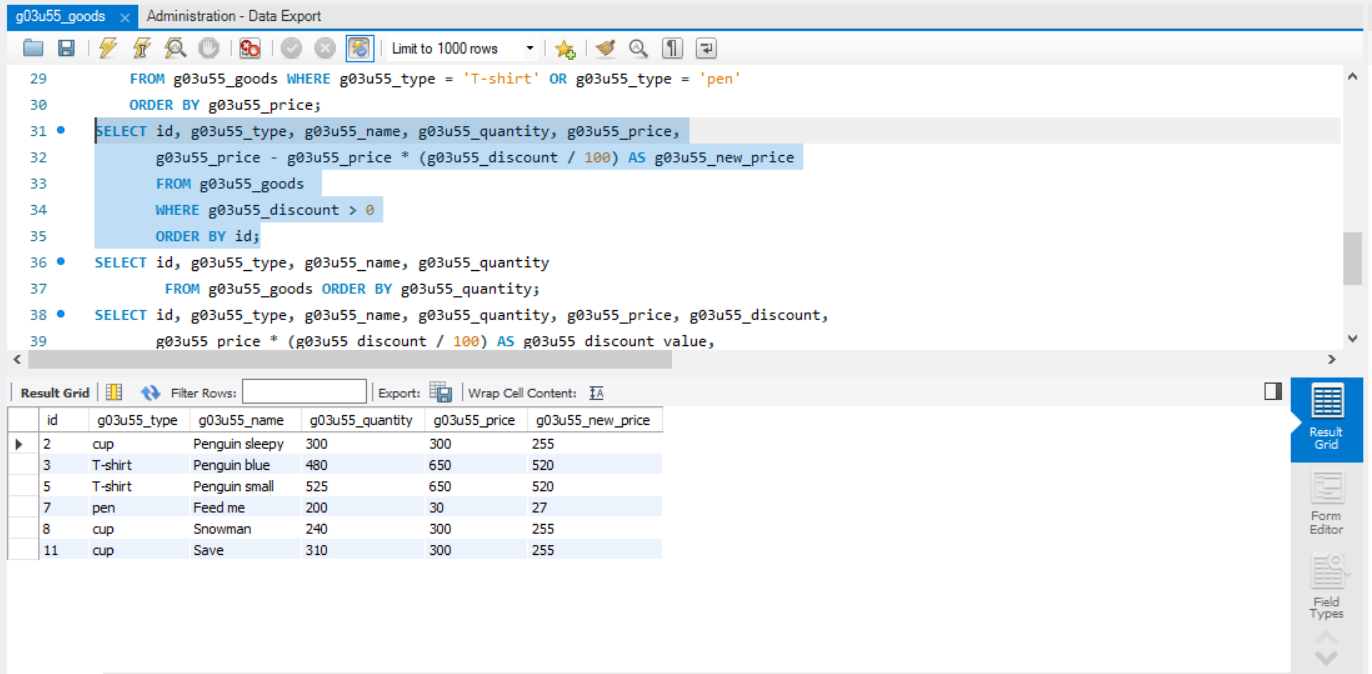 g03u55_goods × Administration - Data Export
Limit to 1000 rows
29 FROM g03u55_goods WHERE g03u55_type = 'T-shirt' OR g03u55_type = 'pen'
30 ORDER BY g03u55_price;
31 SELECT id, g03u55_type, g03u55_name, g03u55_quantity, g03u55_price,
32 g03u55_price - g03u55_price * (g03u55_discount / 100) AS g03u55_new_price
33 FROM g03u55_goods
34 WHERE g03u55_discount > 0
35 ORDER BY id;
36 SELECT id, g03u55_type, g03u55_name, g03u55_quantity
37 FROM g03u55_goods ORDER BY g03u55_quantity;
38 SELECT id, g03u55_type, g03u55_name, g03u55_quantity, g03u55_price, g03u55_discount,
39 g03u55_price * (g03u55_discount / 100) AS g03u55_discount_value,
Result Grid Filter Rows: Export: Wrap Cell Content: IA
id g03u55_type g03u55_name g03u55_quantity g03u55_price g03u55_new_price
2 cup Penguin sleepy 300 300 255
3 T-shirt Penguin blue 480 650 520
5 T-shirt Penguin small 525 650 520
7 pen Feed me 200 30 27
8 cup Snowman 240 300 255
11 cup Save 310 300 255
Result
Grid
Form
Editor
Field
Types